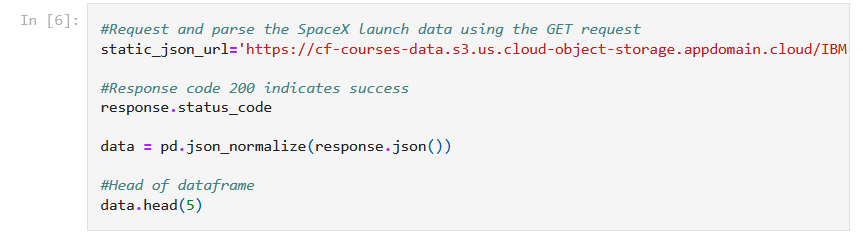 In [6]:
#Request and parse the SpaceX launch data using the GET request
static_json_url='https://cf-courses-data.s3.us.cloud-object-storage.appdomain.cloud/IBM
#Response code 200 indicates success
response.status_code
data = pd.json_normalize(response.json())
#Head of dataframe
data.head(5)